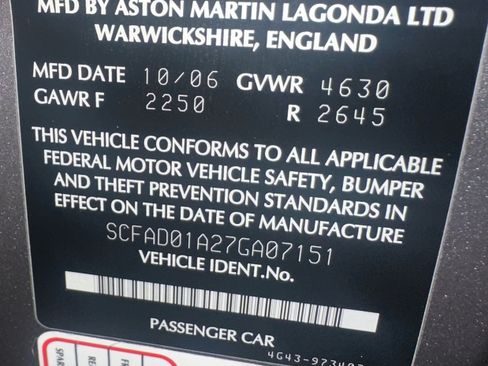 MFD BY ASTON MARTIN LAGONDA LTD
WARWICKSHIRE, ENGLAND
MFD DATE 10/06 GVWR 4630
GAWR F 2250 R 2645
THIS VEHICLE CONFORMS TO ALL APPLICABLE
FEDERAL MOTOR VEHICLE SAFETY, BUMPER
AND THEFT PREVENTION STANDARDS IN
EFFECT ON THE DATE OF MANUFACTURE
SCFAD01A27GA07151
VEHICLE IDENT.No.
PASSENGER CAR